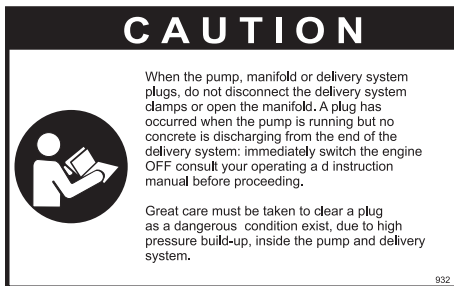 CAUTION
When the pump, manifold or delivery system
plugs, do not disconnect the delivery system
clamps or open the manifold. A plug has
occurred when the pump is running but no
concrete is discharging from the end of the
delivery system: immediately switch the engine
OFF consult your operating a d instruction
manual before proceeding.
Great care must be taken to clear a plug
as a dangerous condition exist, due to high
pressure build-up, inside the pump and delivery
system.
932